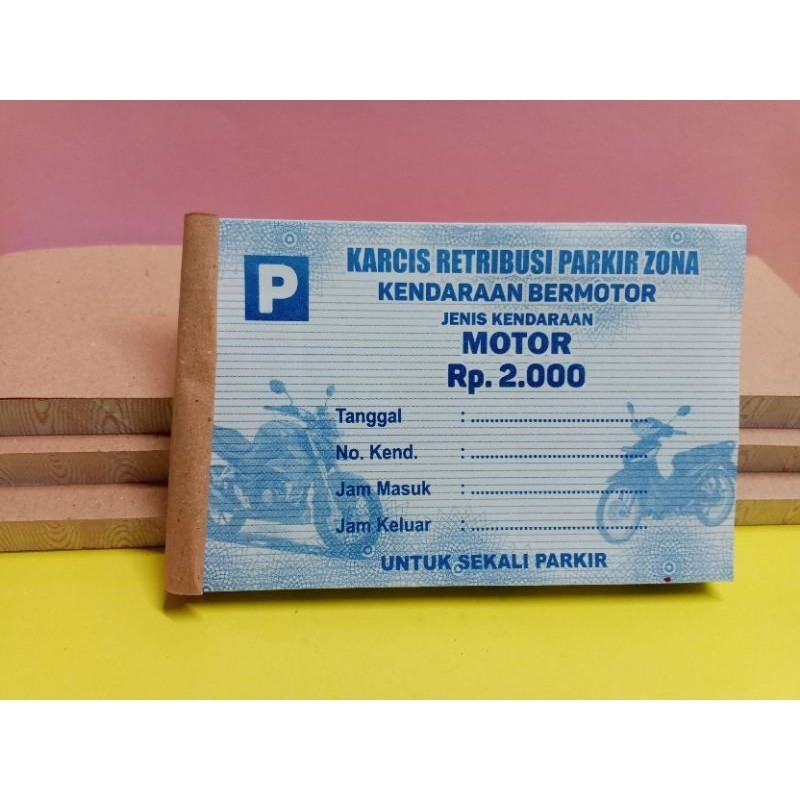 P
KARCIS RETRIBUSI PARKIR ZONA
KENDARAAN BERMOTOR
JENIS KENDARAAN
MOTOR
Rp. 2.000
Tanggal : ........................................
No. Kend. : ........................................
Jam Masuk : ........................................
Jam Keluar : ........................................
UNTUK SEKALI PARKIR